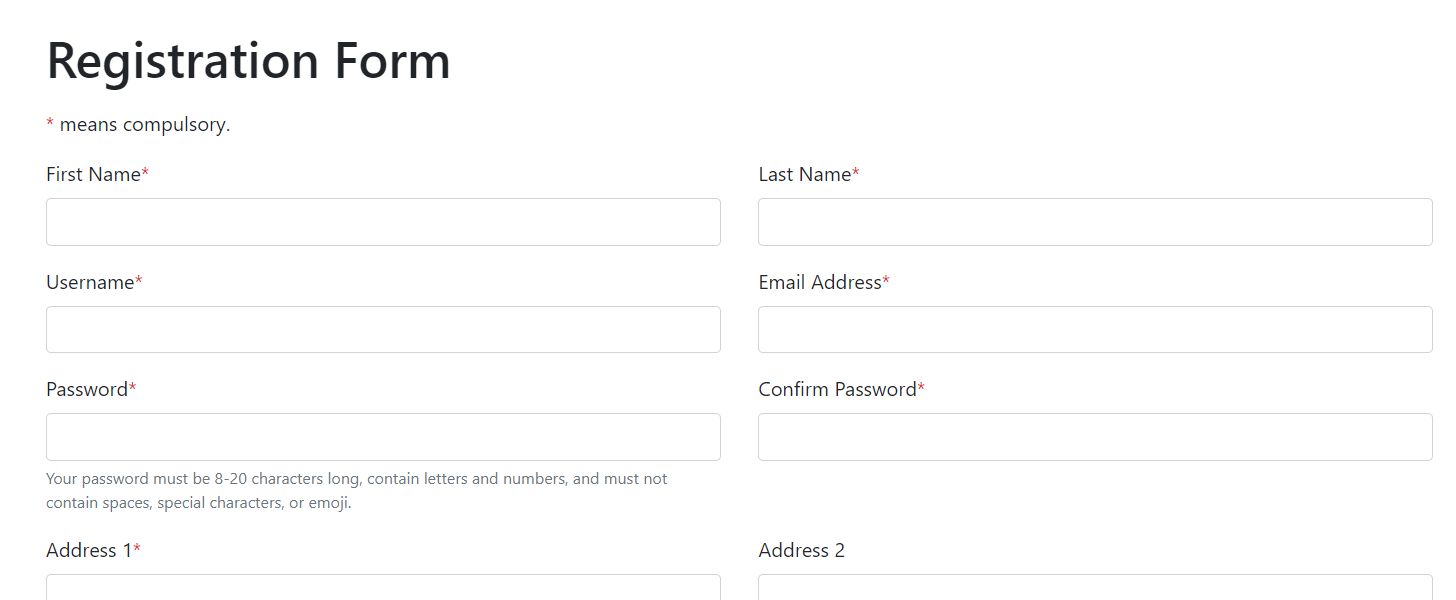 Registration Form
* means compulsory.
First Name*
Last Name*
Username*
Email Address*
Password*
Confirm Password*
Your password must be 8-20 characters long, contain letters and numbers, and must not
contain spaces, special characters, or emoji.
Address 1*
Address 2